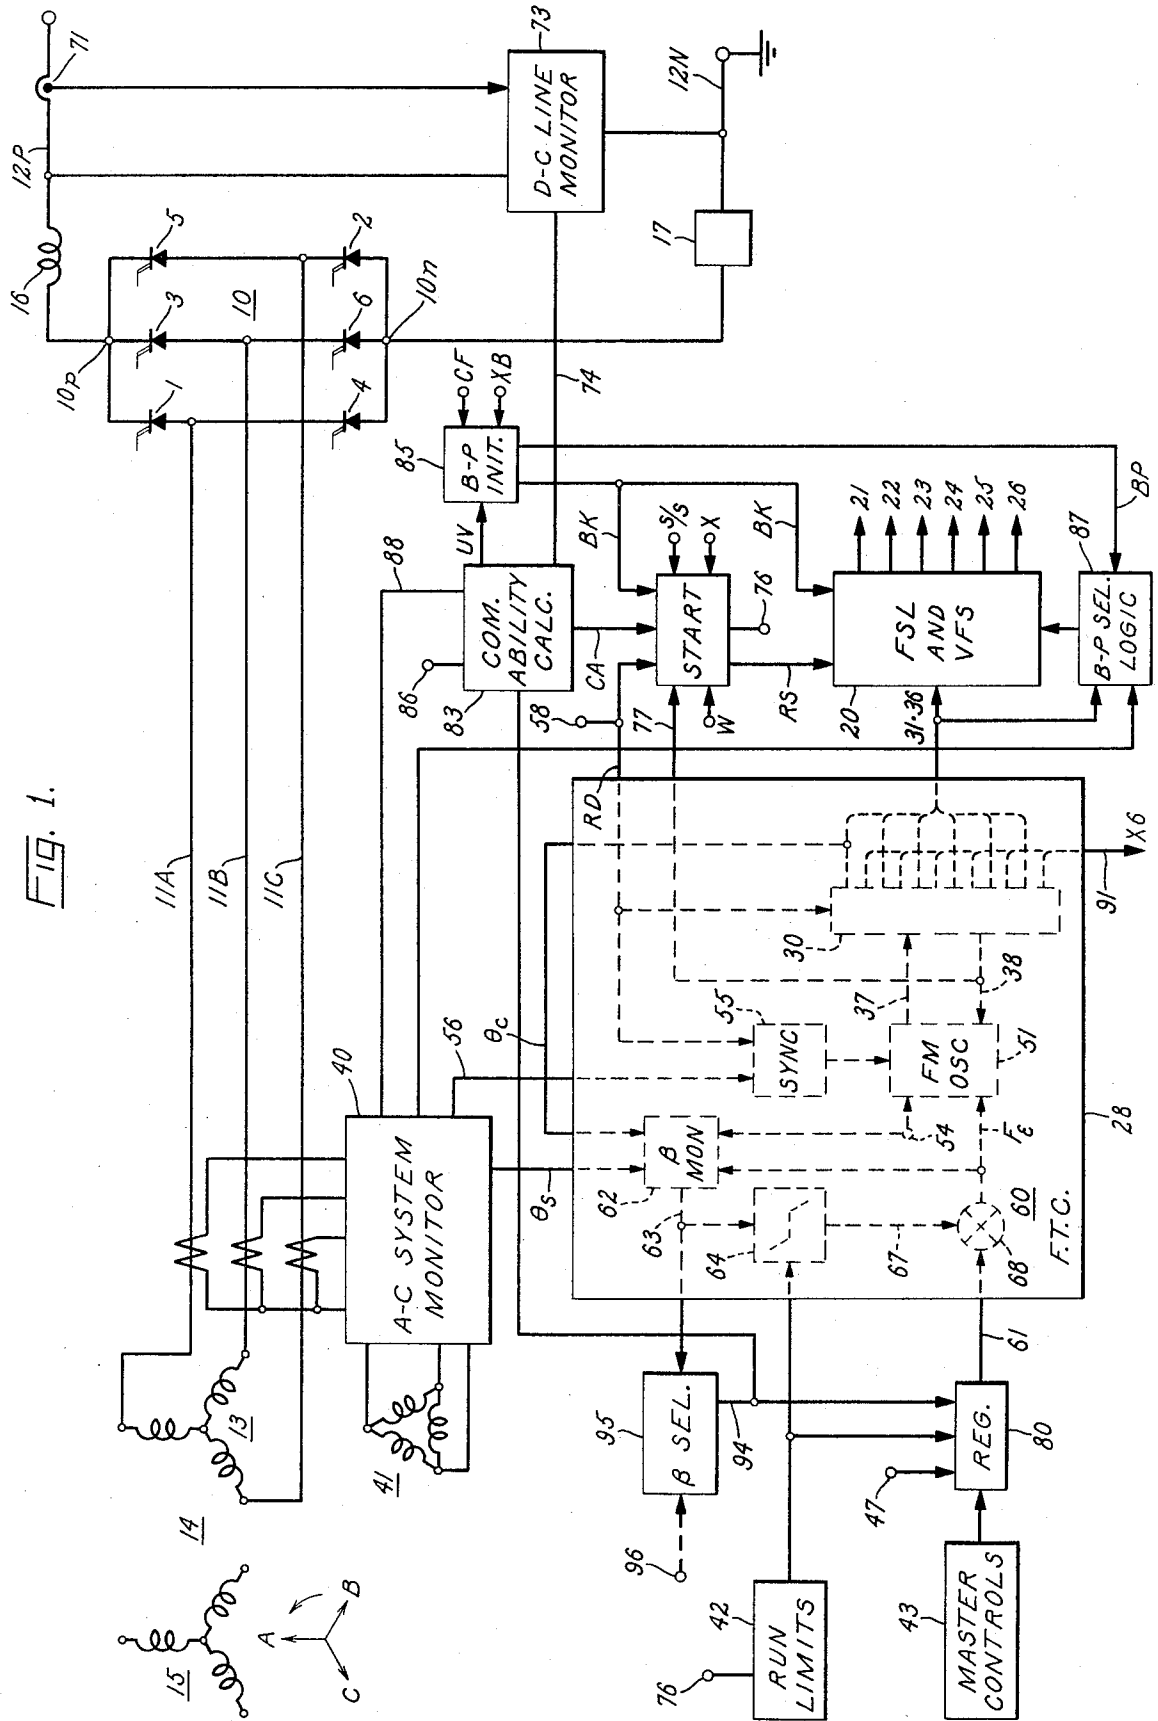 Fig. 1.
15
A
B
C
14
13
11A
11B
11C
10p
1
3
10
5
4
6
2
10n
16
12P
71
41
A-C SYSTEM
MONITOR
40
88
56
D-C LINE
MONITOR
73
74
17
12N
86
83
COM.
ABILITY
CALC.
UV
85
B-P
INIT.
CF
XB
58
CA
BK
77
START
S/S
X
W
76
RS
BK
RD
31-36
20
FSL
AND
VFS
21
22
23
24
25
26
B-P SEL.
LOGIC
87
BP
θS
θC
62
β
MON
63
64
67
55
SYNC
54
FM
OSC
51
37
38
30
Fε
60
68
F.T.C.
28
91
X6
96
95
β SEL.
94
76
42
RUN
LIMITS
47
REG.
80
61
43
MASTER
CONTROLS